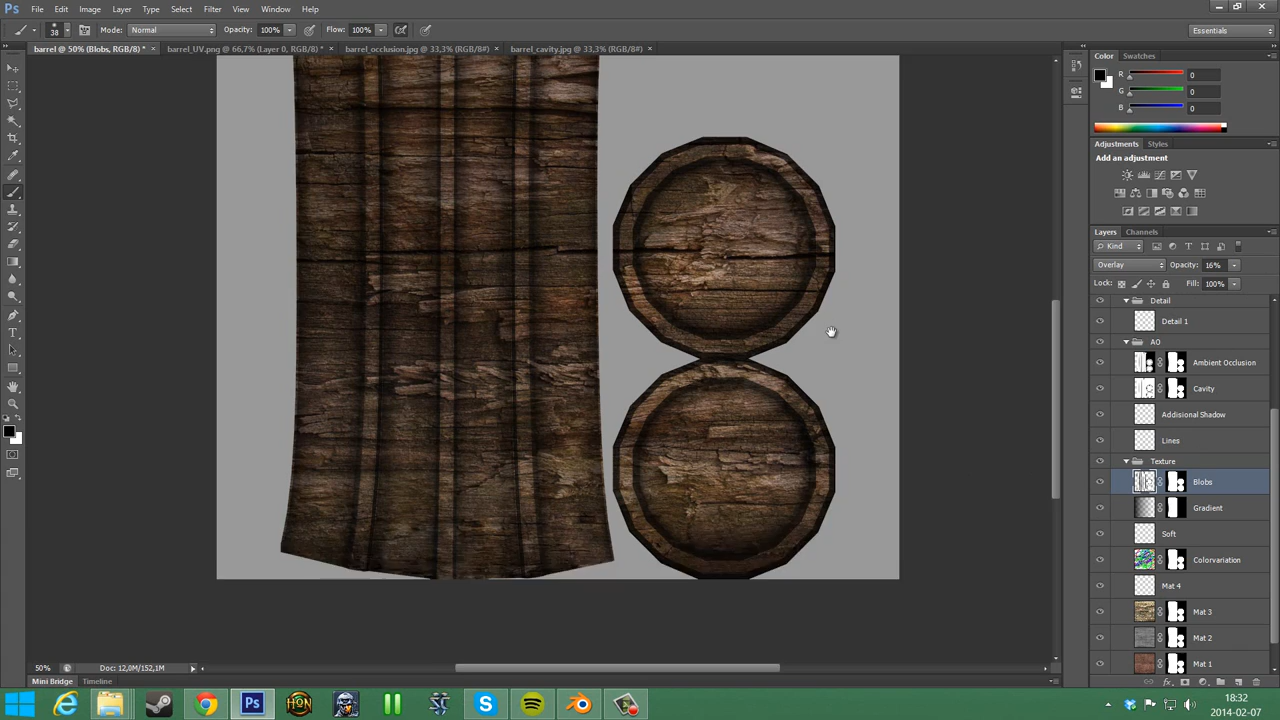 Ps File Edit Image Layer Type Select Filter View Window Help
38 Mode: Normal Opacity: 100% Flow: 100% Essentials
barrel @ 50% (Blobs, RGB/8) * × barrel_UV.png @ 66,7% (Layer 0, RGB/8) * × barrel_occlusion.jpg @ 33,3% (RGB/8#) × barrel_cavity.jpg @ 33,3% (RGB/8#) ×
Color Swatches
R 0
G 0
B 0
Adjustments Styles
Add an adjustment
Layers Channels
Kind
Overlay Opacity: 16%
Lock: Fill: 100%
Detail
Detail 1
AO
Ambient Occlusion
Cavity
Addisional Shadow
Lines
Texture
Blobs
Gradient
Soft
Colorvariation
Mat 4
Mat 3
Mat 2
Mat 1
50% Doc: 12,0M/152,1M
Mini Bridge Timeline
Ps HON S
18:32
2014-02-07